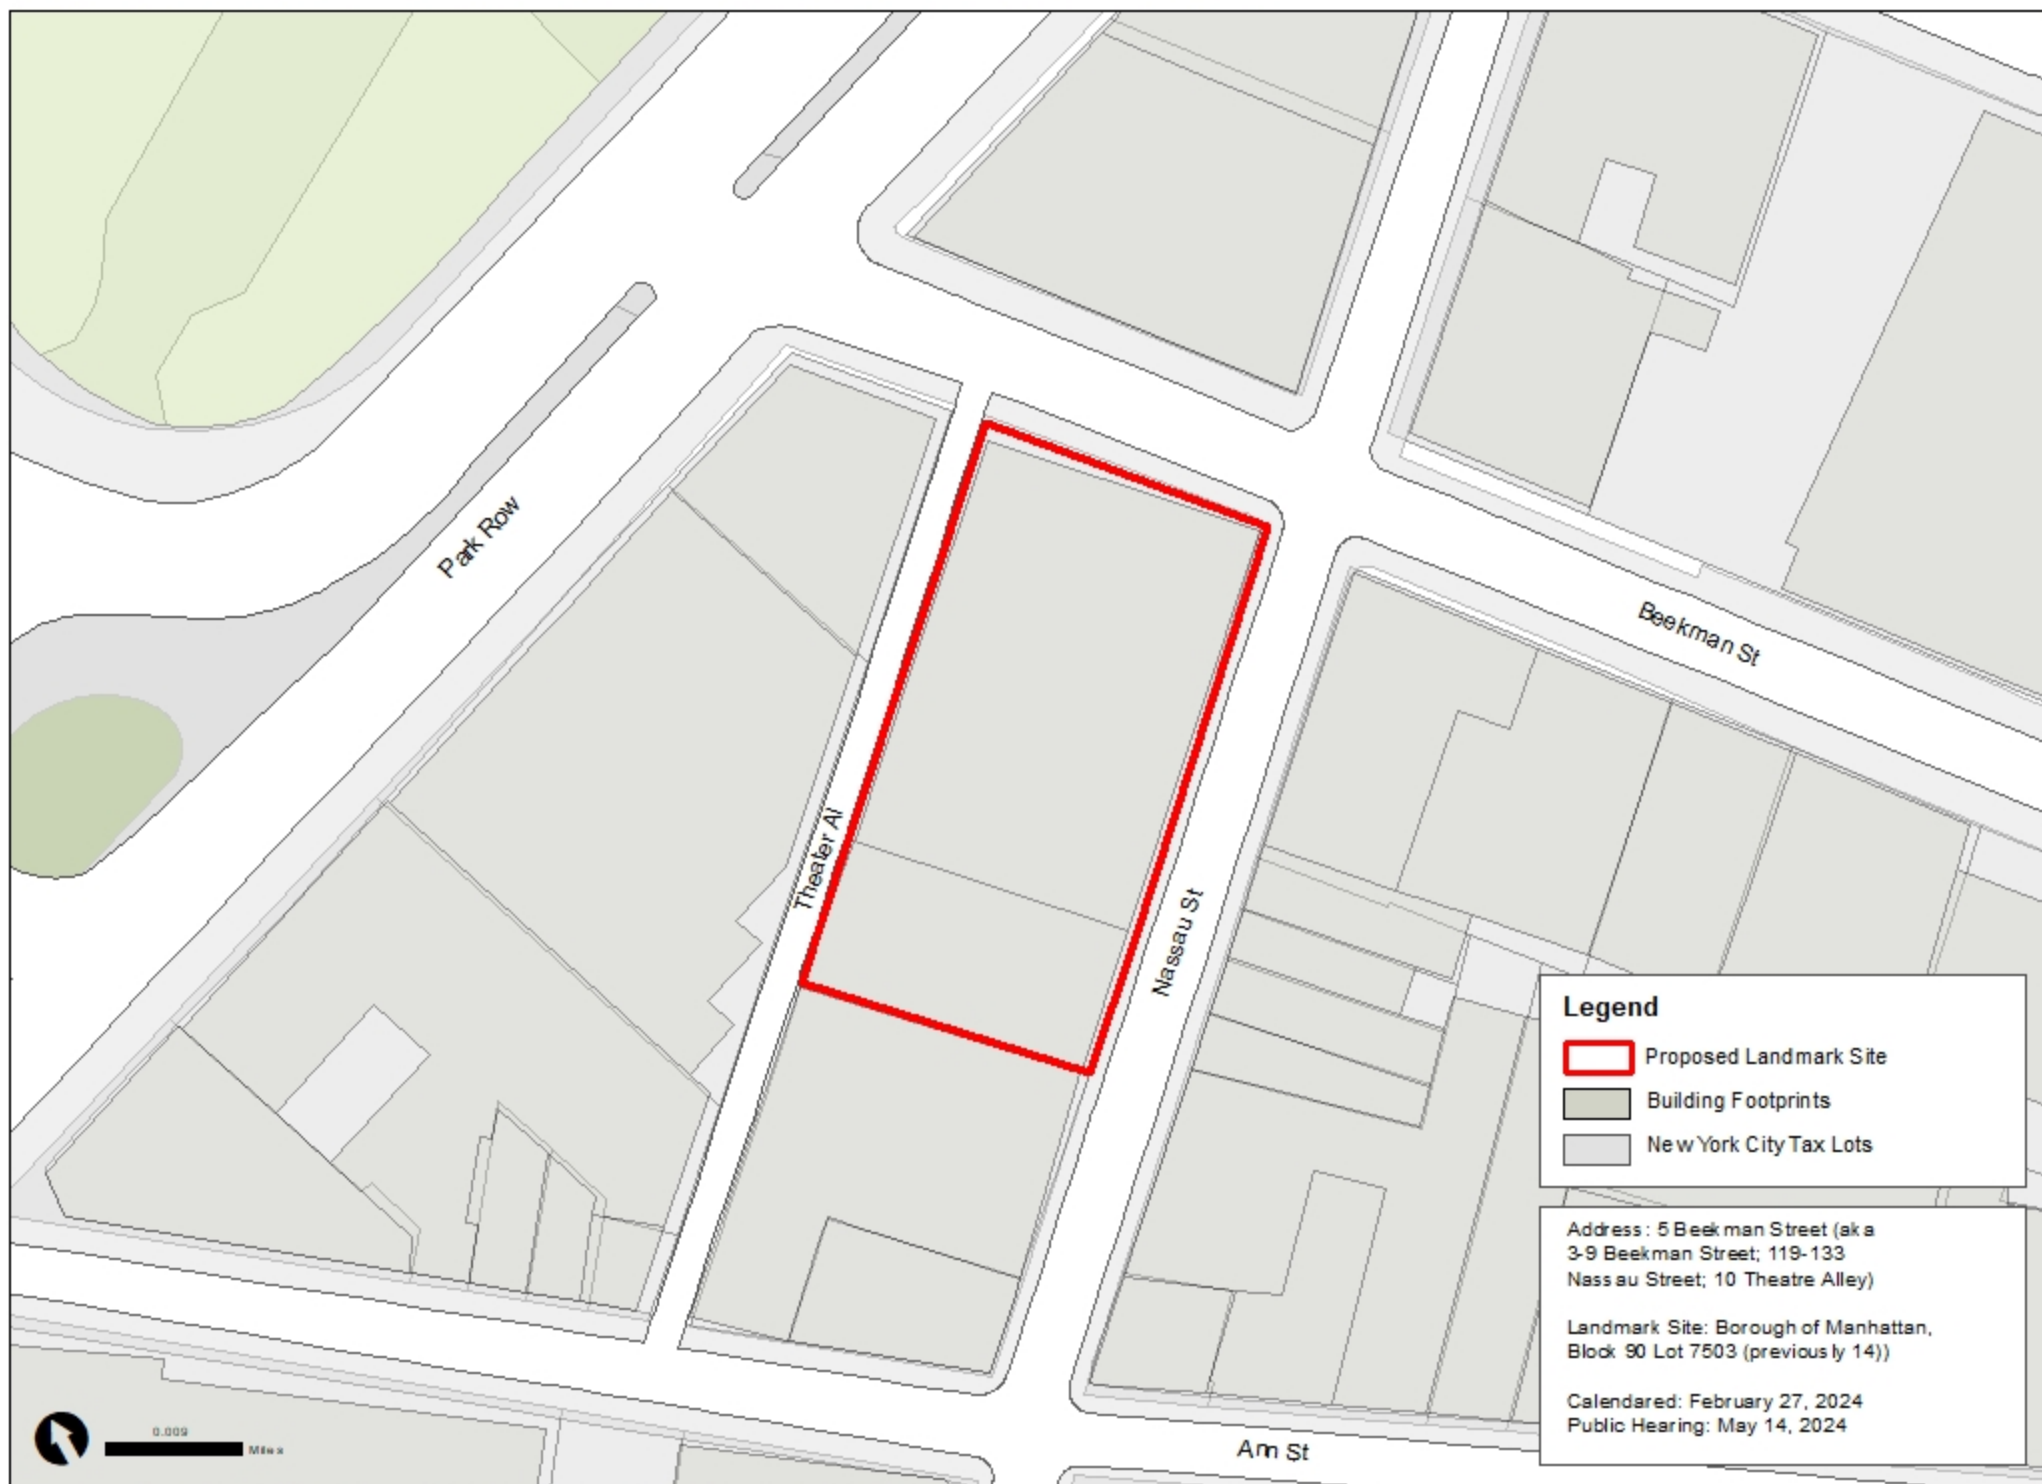 Park Row
Beekman St
Theater Al
Nassau St
Legend
Proposed Landmark Site
Building Footprints
New York City Tax Lots
Address: 5 Beekman Street (aka
3-9 Beekman Street; 119-133
Nassau Street; 10 Theatre Alley)
Landmark Site: Borough of Manhattan,
Block 90 Lot 7503 (previously 14))
Calendared: February 27, 2024
Public Hearing: May 14, 2024
0.009
Miles
Ann St